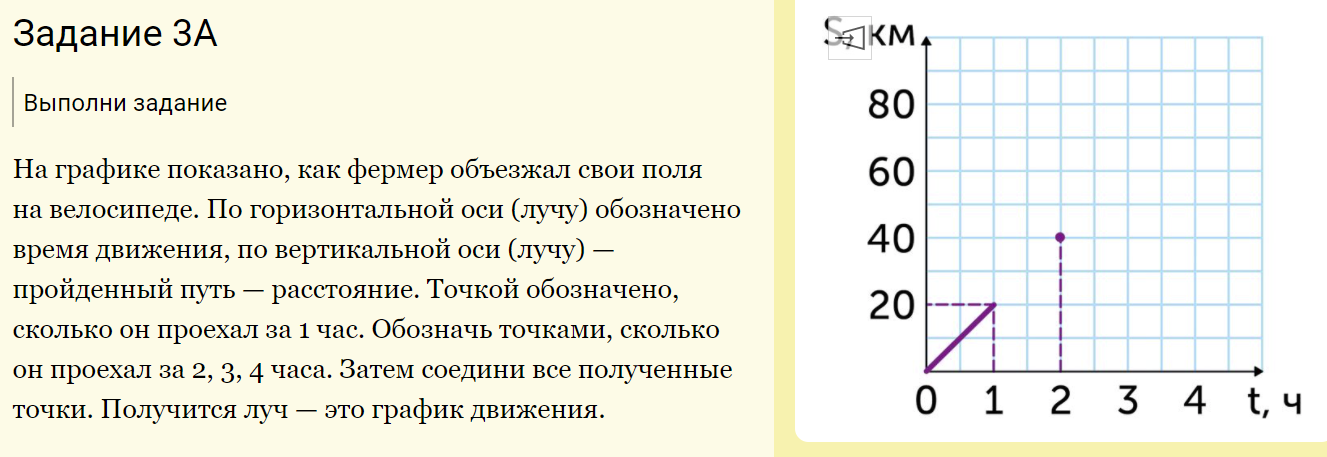 Задание 3А
Выполни задание
На графике показано, как фермер объезжал свои поля
на велосипеде. По горизонтальной оси (лучу) обозначено
время движения, по вертикальной оси (лучу) —
пройденный путь — расстояние. Точкой обозначено,
сколько он проехал за 1 час. Обозначь точками, сколько
он проехал за 2, 3, 4 часа. Затем соедини все полученные
точки. Получится луч — это график движения.
S, км
80
60
40
20
0 1 2 3 4 t, ч